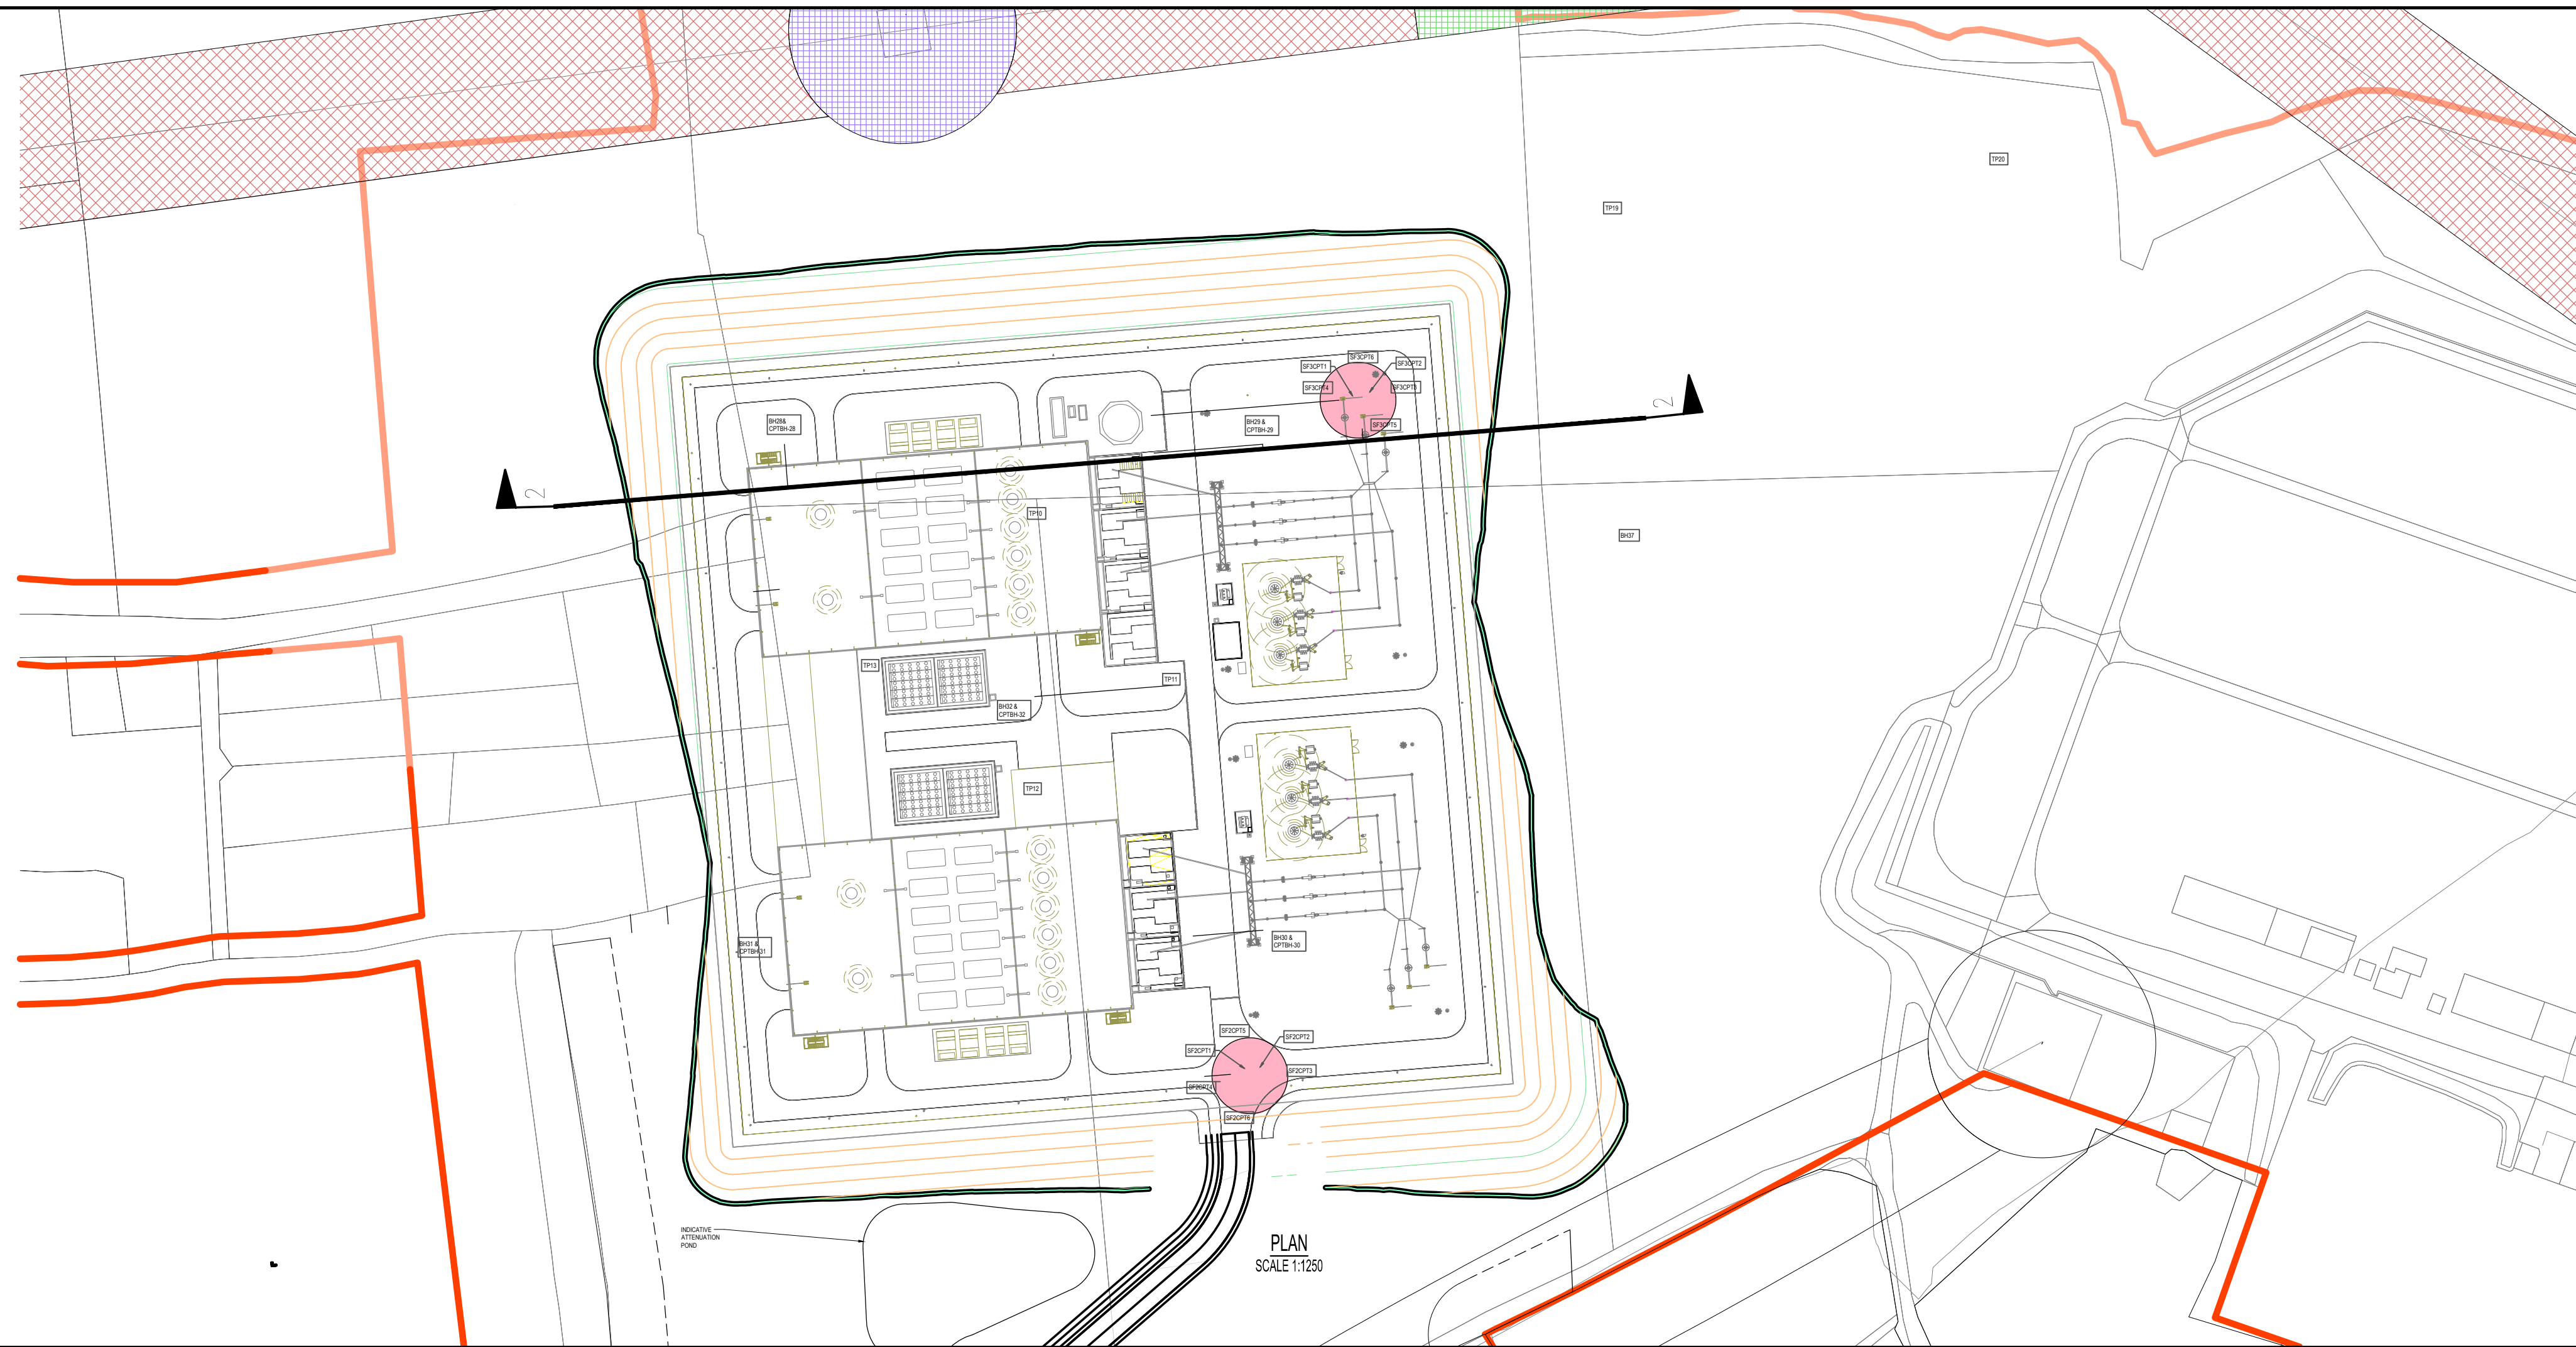 TP20
TP19
SF3CPT6
SF3CPT1
SF3CPT2
SF3CPT4
SF3CPT3
SF3CPT5
2
BH28&
CPTBH-28
BH29 &
CPTBH-29
2
TP10
BH37
TP13
TP11
BH32 &
CPTBH-32
TP12
BH31 &
CPTBH-31
BH30 &
CPTBH-30
SF2CPT5
SF2CPT2
SF2CPT1
SF2CPT3
SF2CPT4
SF2CPT6
INDICATIVE
ATTENUATION
POND
PLAN
SCALE 1:1250